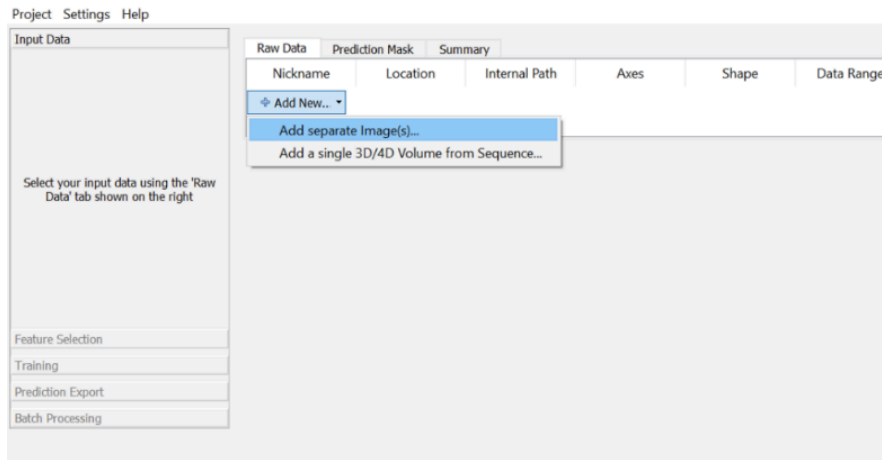 Project Settings Help
Input Data
Raw Data Prediction Mask Summary
Nickname Location Internal Path Axes Shape Data Range
Add New...
Add separate Image(s)...
Add a single 3D/4D Volume from Sequence...
Select your input data using the 'Raw
Data' tab shown on the right
Feature Selection
Training
Prediction Export
Batch Processing